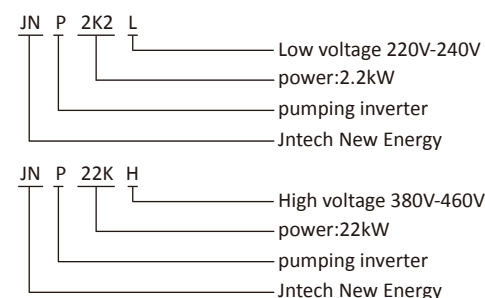 JN P 2K2 L
Low voltage 220V-240V
power:2.2kW
pumping inverter
Jntech New Energy
JN P 22K H
High voltage 380V-460V
power:22kW
pumping inverter
Jntech New Energy